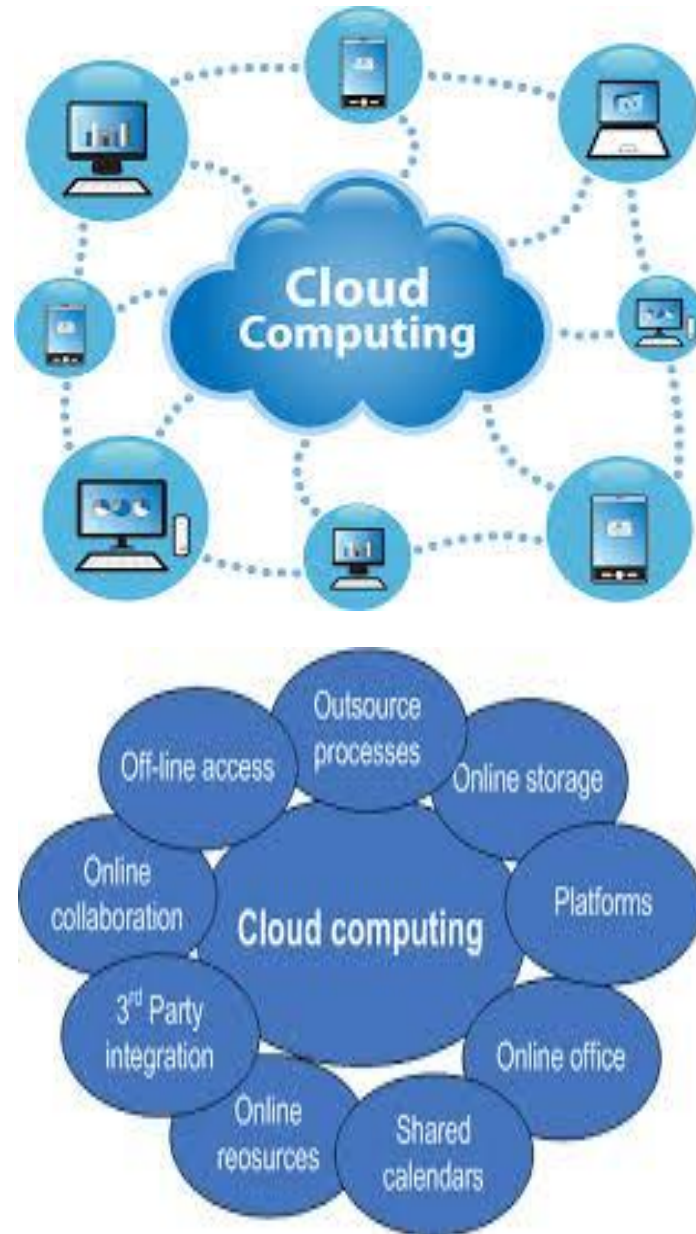 Cloud
Computing
Outsource
processes
Off-line access
Online storage
Online
collaboration
Cloud computing
Platforms
3rd Party
integration
Online office
Online
reosurces
Shared
calendars